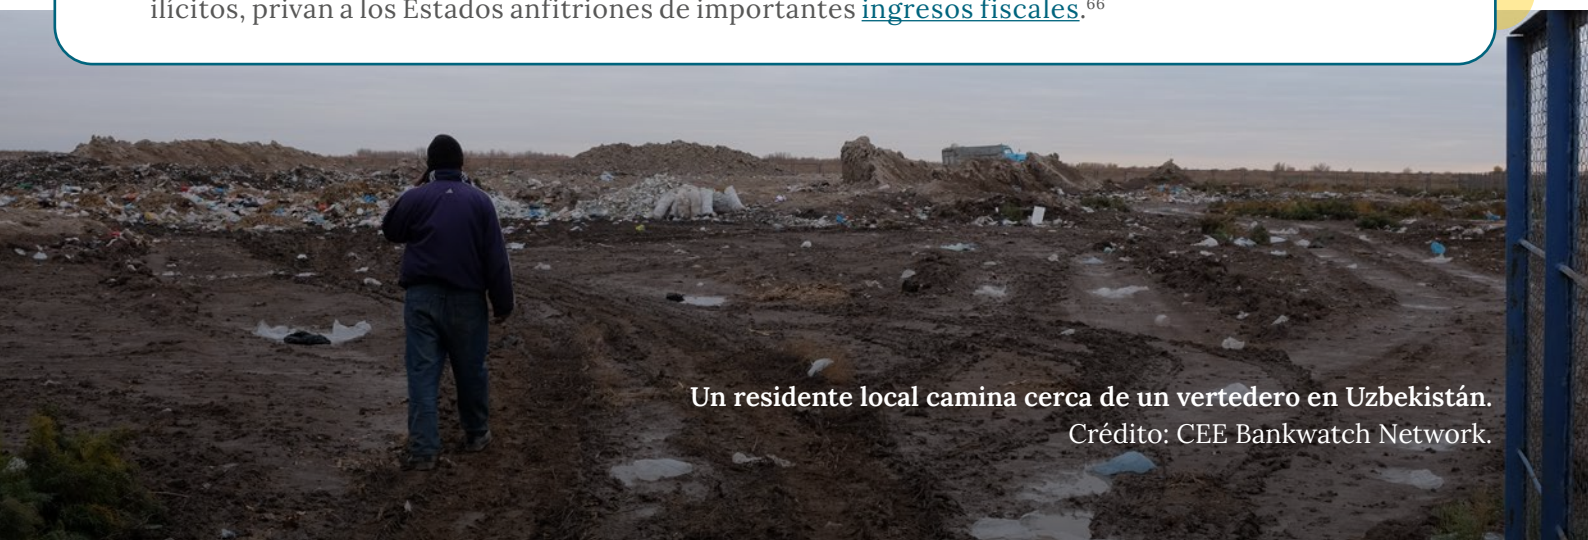 ilícitos, privan a los Estados anfitriones de importantes ingresos fiscales.⁶⁶
Un residente local camina cerca de un vertedero en Uzbekistán.
Crédito: CEE Bankwatch Network.